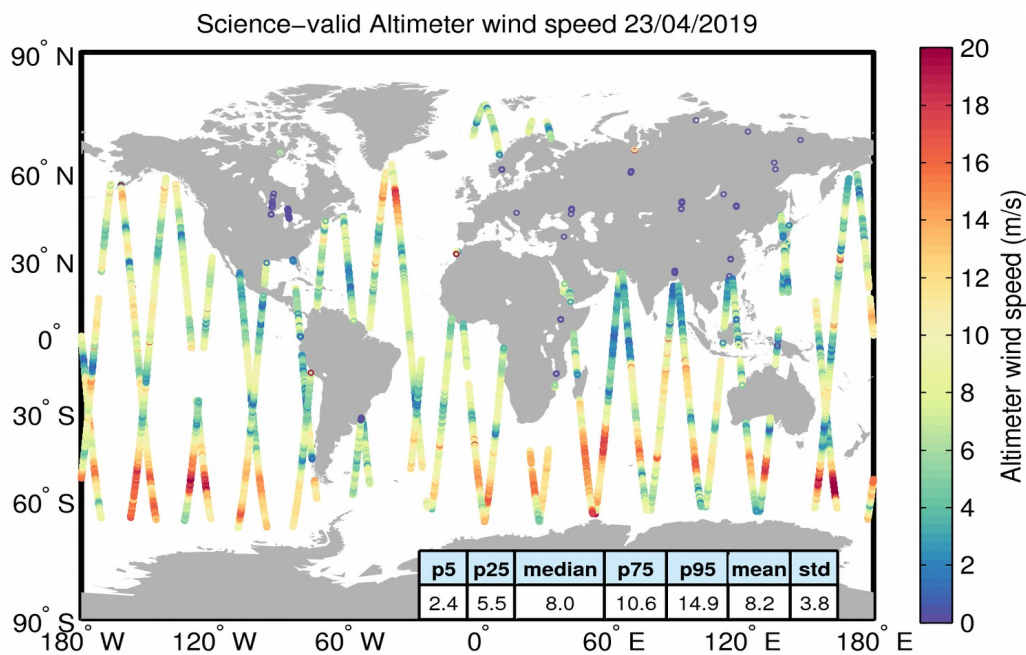 Science−valid Altimeter wind speed 23/04/2019
90° N
60° N
30° N
0°
30° S
60° S
90° S
180° W
120° W
60° W
0°
60° E
120° E
180° E
p5 p25 median p75 p95 mean std
2.4 5.5 8.0 10.6 14.9 8.2 3.8
20
18
16
14
12
10
8
6
4
2
0
Altimeter wind speed (m/s)